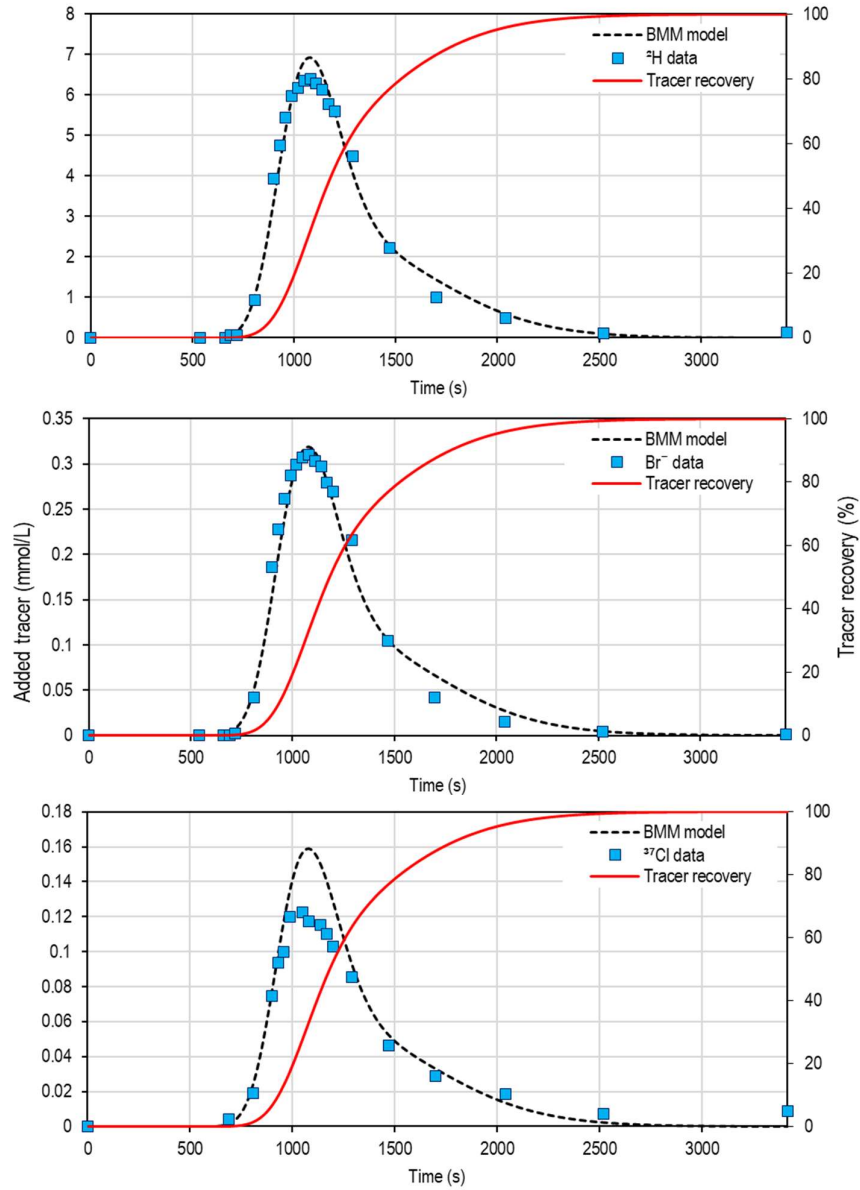 8
7
6
5
4
3
2
1
0
100
80
60
40
20
0
BMM model
²H data
Tracer recovery
0 500 1000 1500 2000 2500 3000
Time (s)
0.35
0.3
0.25
0.2
0.15
0.1
0.05
0
Added tracer (mmol/L)
100
80
60
40
20
0
Tracer recovery (%)
BMM model
Br⁻ data
Tracer recovery
0 500 1000 1500 2000 2500 3000
Time (s)
0.18
0.16
0.14
0.12
0.1
0.08
0.06
0.04
0.02
0
100
80
60
40
20
0
BMM model
³⁷Cl data
Tracer recovery
0 500 1000 1500 2000 2500 3000
Time (s)